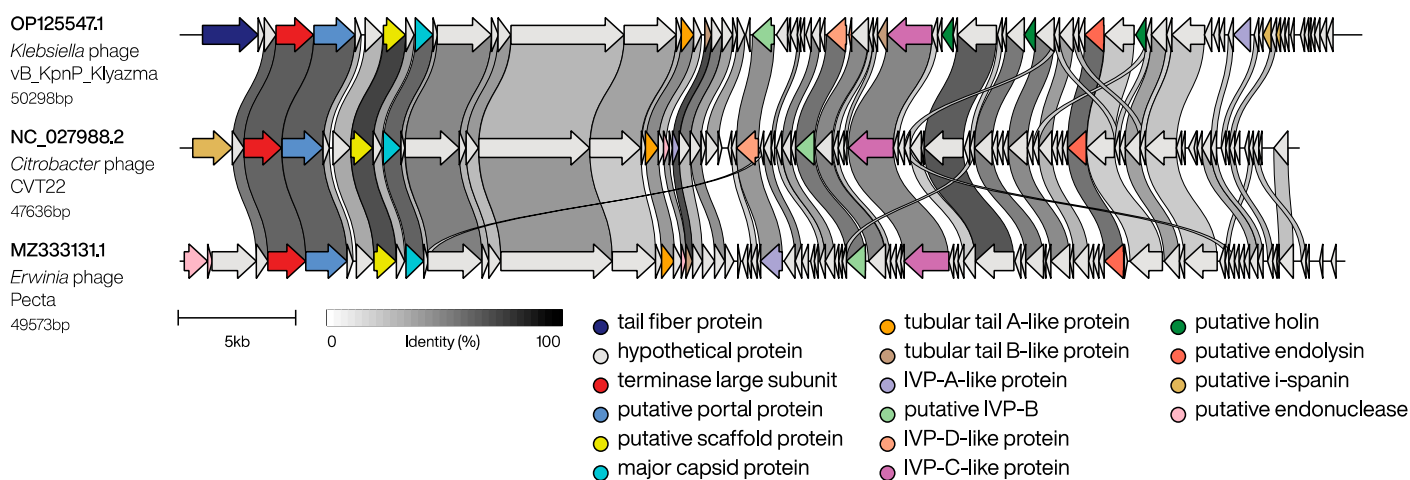 OP125547.1
Klebsiella phage
vB_KpnP_Klyazma
50298bp
NC_027988.2
Citrobacter phage
CVT22
47636bp
MZ333131.1
Erwinia phage
Pecta
49573bp
5kb
0 Identity (%) 100
tail fiber protein
hypothetical protein
terminase large subunit
putative portal protein
putative scaffold protein
major capsid protein
tubular tail A-like protein
tubular tail B-like protein
IVP-A-like protein
putative IVP-B
IVP-D-like protein
IVP-C-like protein
putative holin
putative endolysin
putative i-spanin
putative endonuclease